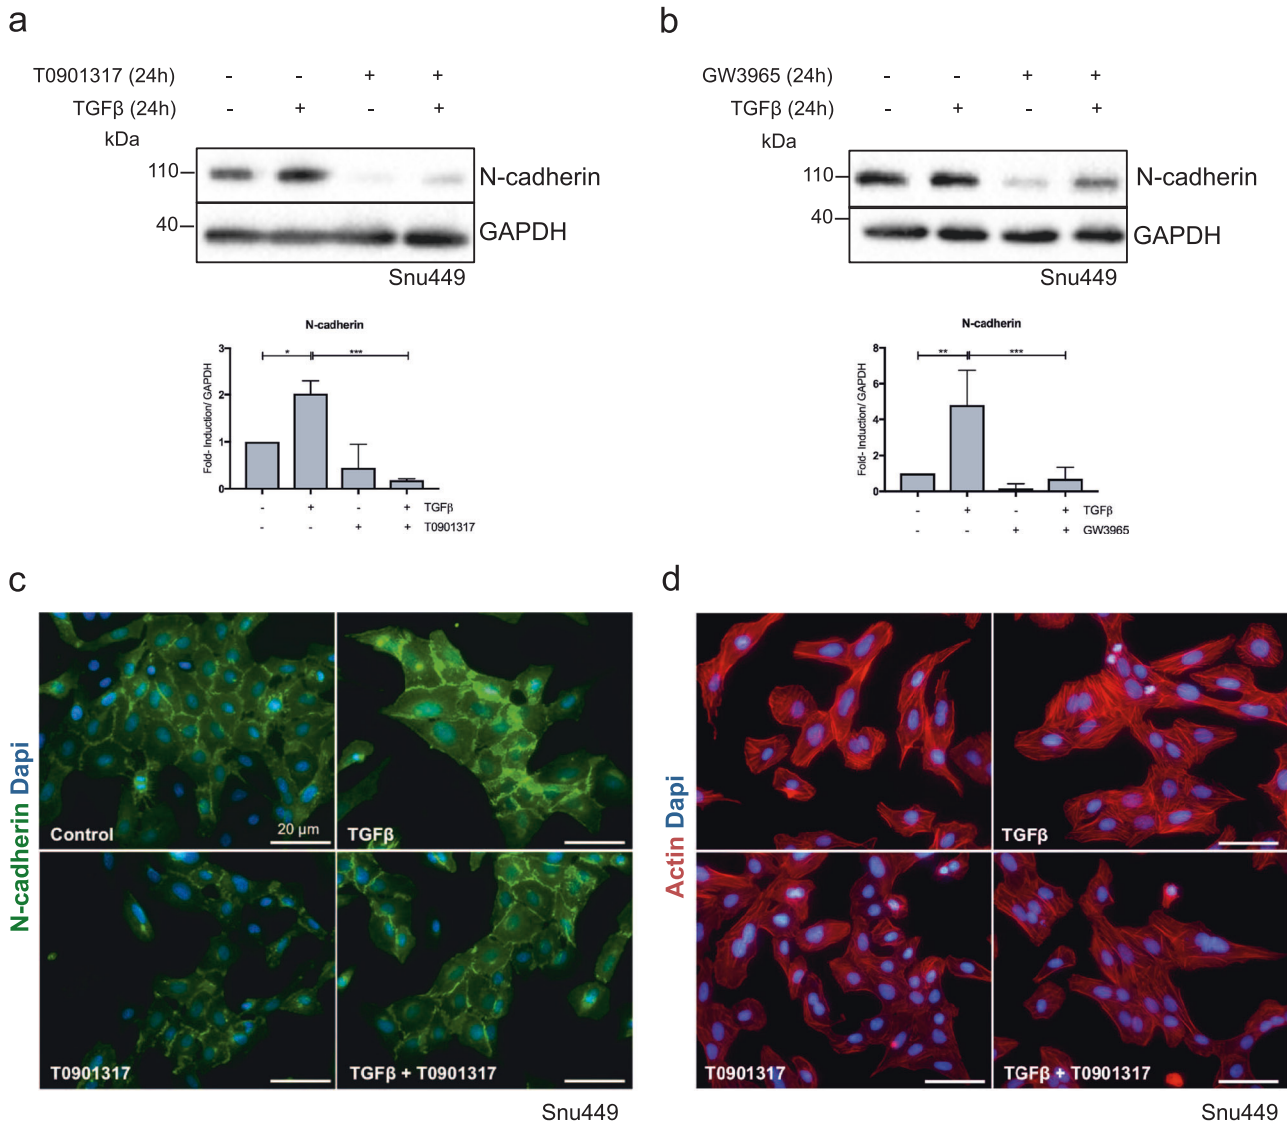 a
T0901317 (24h) - - + +
TGFβ (24h) - + - +
kDa
110
N-cadherin
40
GAPDH
Snu449
N-cadherin
Fold- Induction/ GAPDH
3
2
1
0
* ***
- + - + TGFβ
- - + + T0901317
b
GW3965 (24h) - - + +
TGFβ (24h) - + - +
kDa
110
N-cadherin
40
GAPDH
Snu449
N-cadherin
Fold- Induction/ GAPDH
8
6
4
2
0
** ***
- + - + TGFβ
- - + + GW3965
c
N-cadherin Dapi
Control
20 µm
TGFβ
T0901317
TGFβ + T0901317
Snu449
d
Actin Dapi
TGFβ
T0901317
TGFβ + T0901317
Snu449